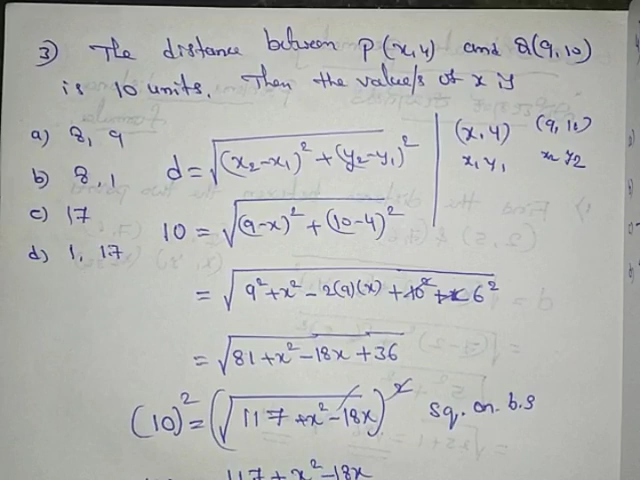 3) The distance between P(x,4) and Q(9,10)
is 10 units. Then the value/s of x is
a) 8, 9
b) 8, 1
c) 17
d) 1, 17
d = √(x₂-x₁)² + (y₂-y₁)²
(x,4) (9,10)
x₁ y₁ x₂ y₂
10 = √(9-x)² + (10-4)²
= √9² + x² - 2(9)(x) + 6²
= √81 + x² - 18x + 36
(10)² = (√117 + x² - 18x)² sq. on. b.s
117 + x² - 18x